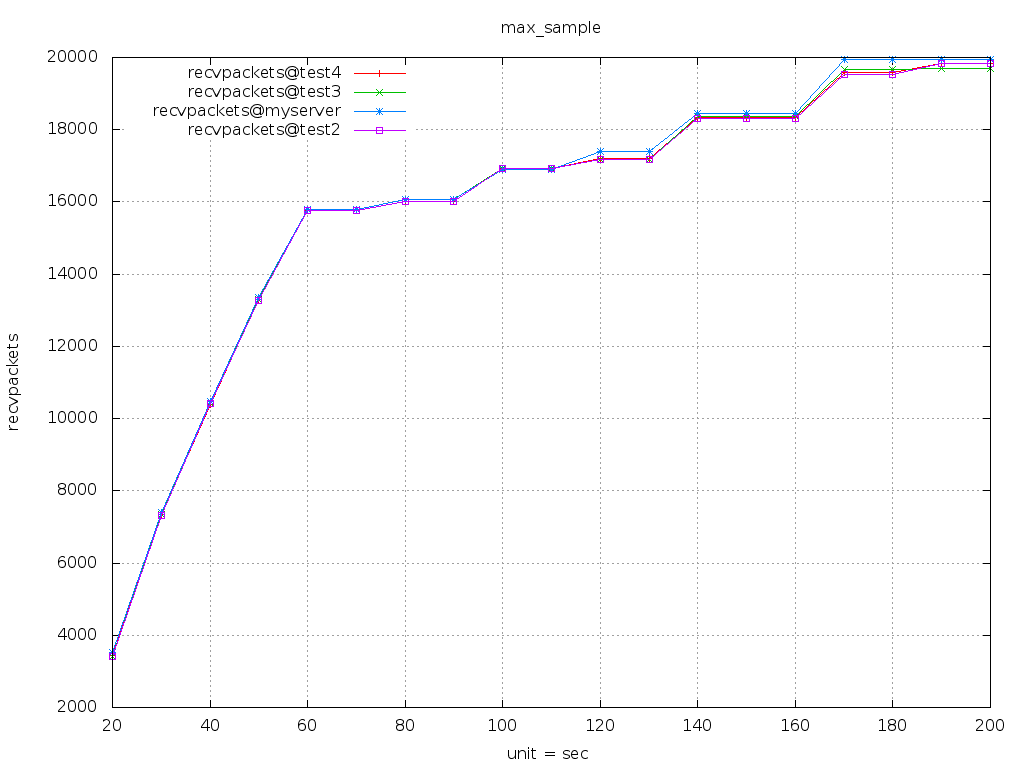 max_sample
20000
18000
16000
14000
12000
10000
8000
6000
4000
2000
recvpackets
recvpackets@test4
recvpackets@test3
recvpackets@myserver
recvpackets@test2
20 40 60 80 100 120 140 160 180 200
unit = sec